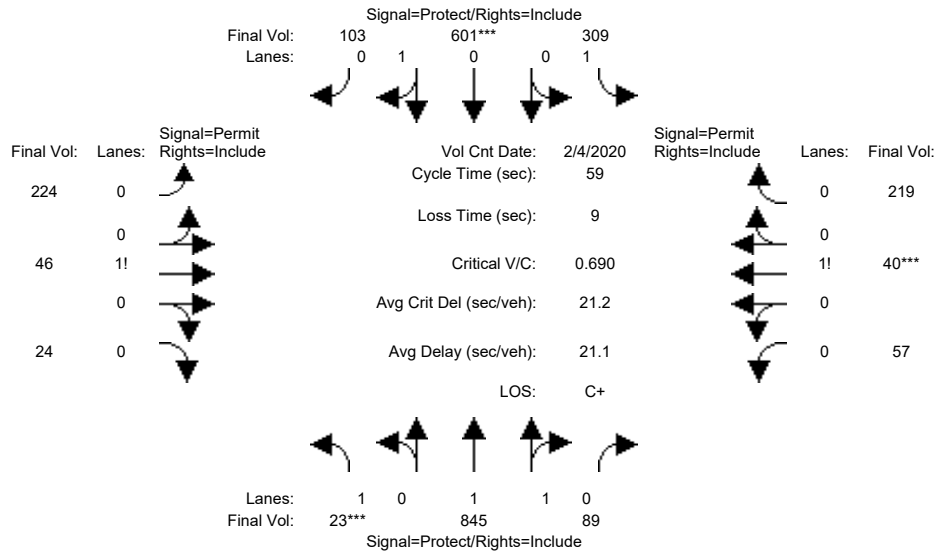 Signal=Protect/Rights=Include
Final Vol: 103 601*** 309
Lanes: 0 1 0 0 1
Signal=Permit Signal=Permit
Final Vol: Lanes: Rights=Include Vol Cnt Date: 2/4/2020 Rights=Include Lanes: Final Vol:
Cycle Time (sec): 59
224 0 0 219
Loss Time (sec): 9
0 0
46 1! Critical V/C: 0.690 1! 40***
0 Avg Crit Del (sec/veh): 21.2 0
24 0 Avg Delay (sec/veh): 21.1 0 57
LOS: C+
Lanes: 1 0 1 1 0
Final Vol: 23*** 845 89
Signal=Protect/Rights=Include